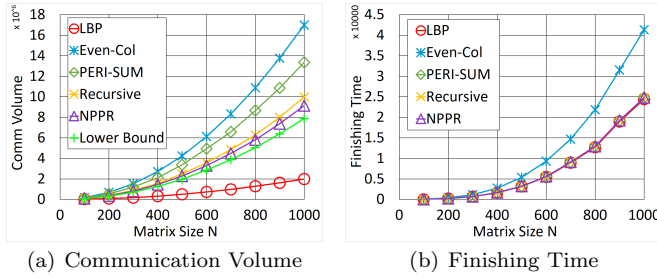 x 10^6
18
16
14
12
10
8
6
4
2
0
Comm Volume
LBP
Even-Col
PERI-SUM
Recursive
NPPR
Lower Bound
0 200 400 600 800 1000
Matrix Size N
(a) Communication Volume
x 10000
4.5
4
3.5
3
2.5
2
1.5
1
0.5
0
Finishing Time
LBP
Even-Col
PERI-SUM
Recursive
NPPR
0 200 400 600 800 1000
Matrix Size N
(b) Finishing Time